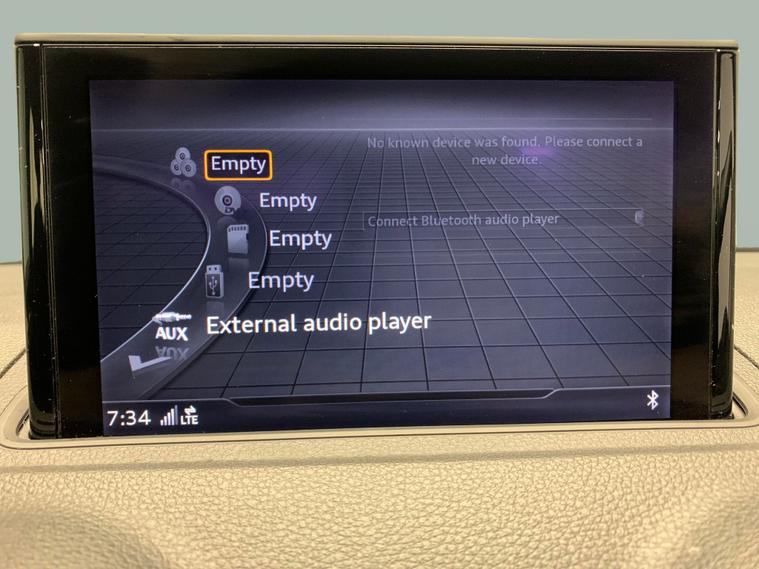 No known device was found. Please connect a
new device
Empty
Empty
Connect Bluetooth audio player
Empty
Empty
AUX
External audio player
7:34
LTE